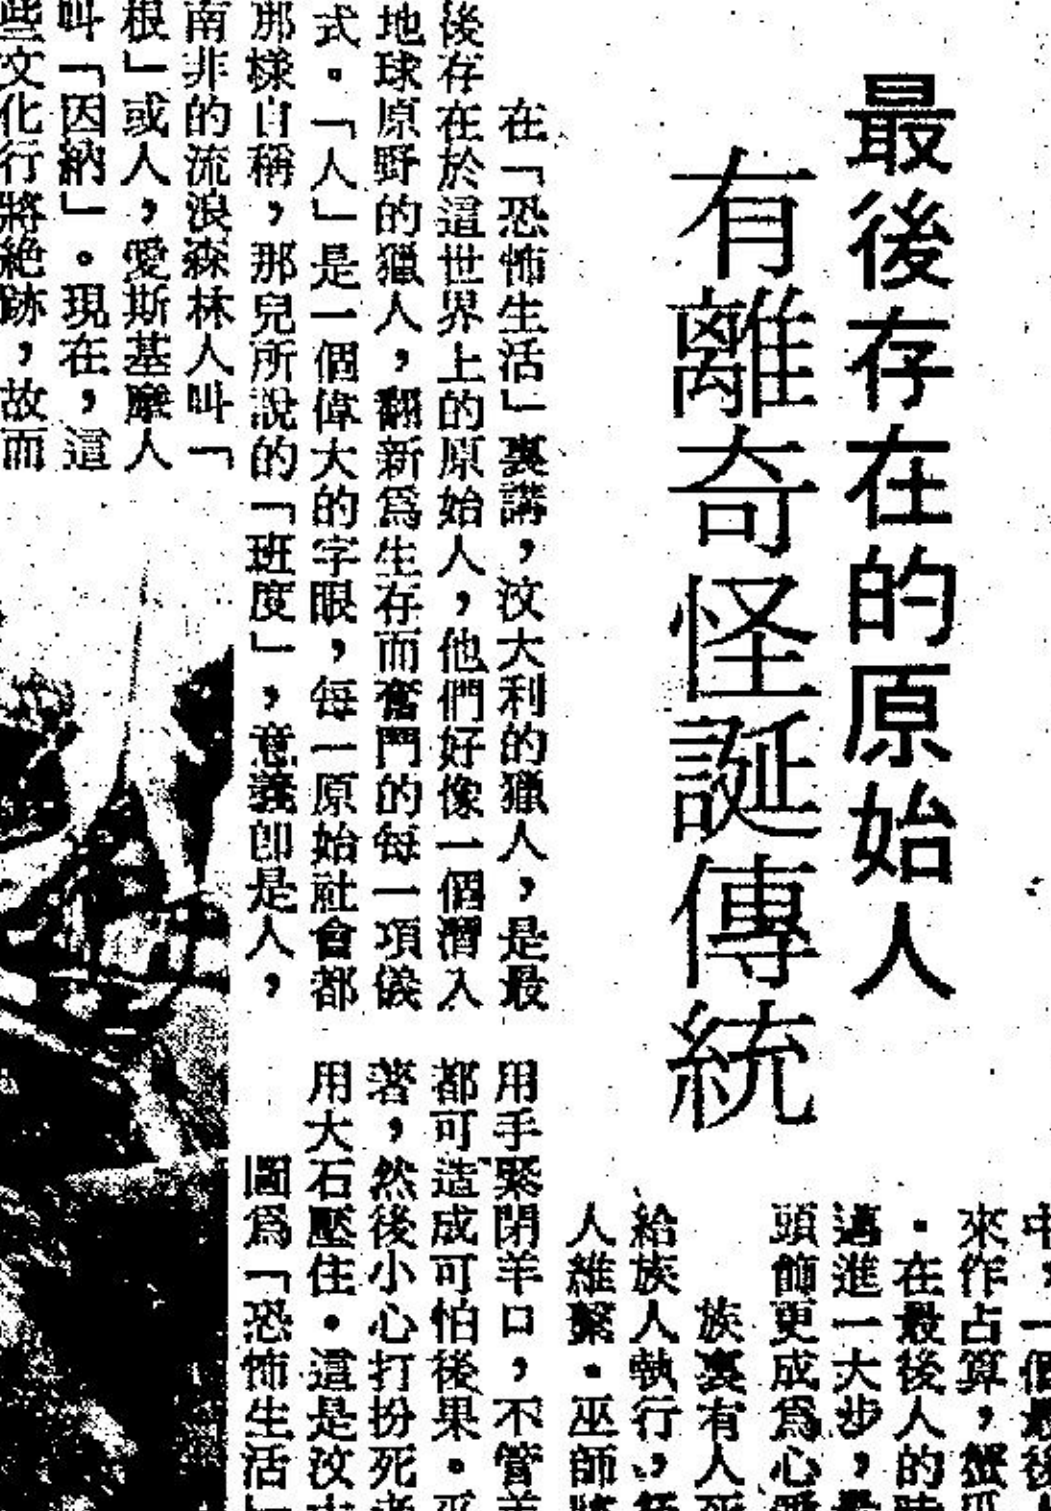 最後存在的原始人
有離奇怪誕傳統
在「恐怖生活」裏講，汶大利的獵人，是最
後存在於這世界上的原始人，他們好像一個潛入
地球原野的獵人，翻新爲生存而奮鬥的每一項儀
式。「人」是一個偉大的字眼，每一原始社會都
那樣自稱，那兒所說的「班度」，意義卽是人，
南非的流浪森林人叫「
根」或人，愛斯基摩人
叫「因納」。現在，這
些文化行將絕跡，故而
中，一個最後
來作占算，蟹
。在最後人的
邁進一大步，
頭飾更成爲心
族裏有人死
給族人執行，
人維繫。巫師
用手緊閉羊口，不管
都可造成可怕後果。
著，然後小心打扮死
用大石壓住。這是汶
圖爲「恐怖生活」